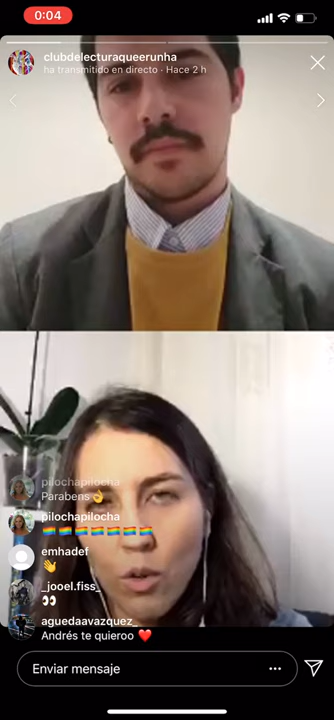 0:04
clubdelecturaqueerunha
ha transmitido en directo · Hace 2 h
pilochapilocha
Parabens👌
pilochapilocha
🏳️‍🌈🏳️‍🌈🏳️‍🌈🏳️‍🌈🏳️‍🌈🏳️‍🌈🏳️‍🌈
emhadef
👋
_jooel.fiss_
👀
aguedaavazquez_
Andrés te quieroo ❤️
Enviar mensaje